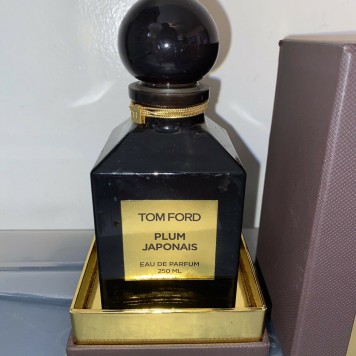 TOM FORD
PLUM
JAPONAIS
EAU DE PARFUM
250 ML